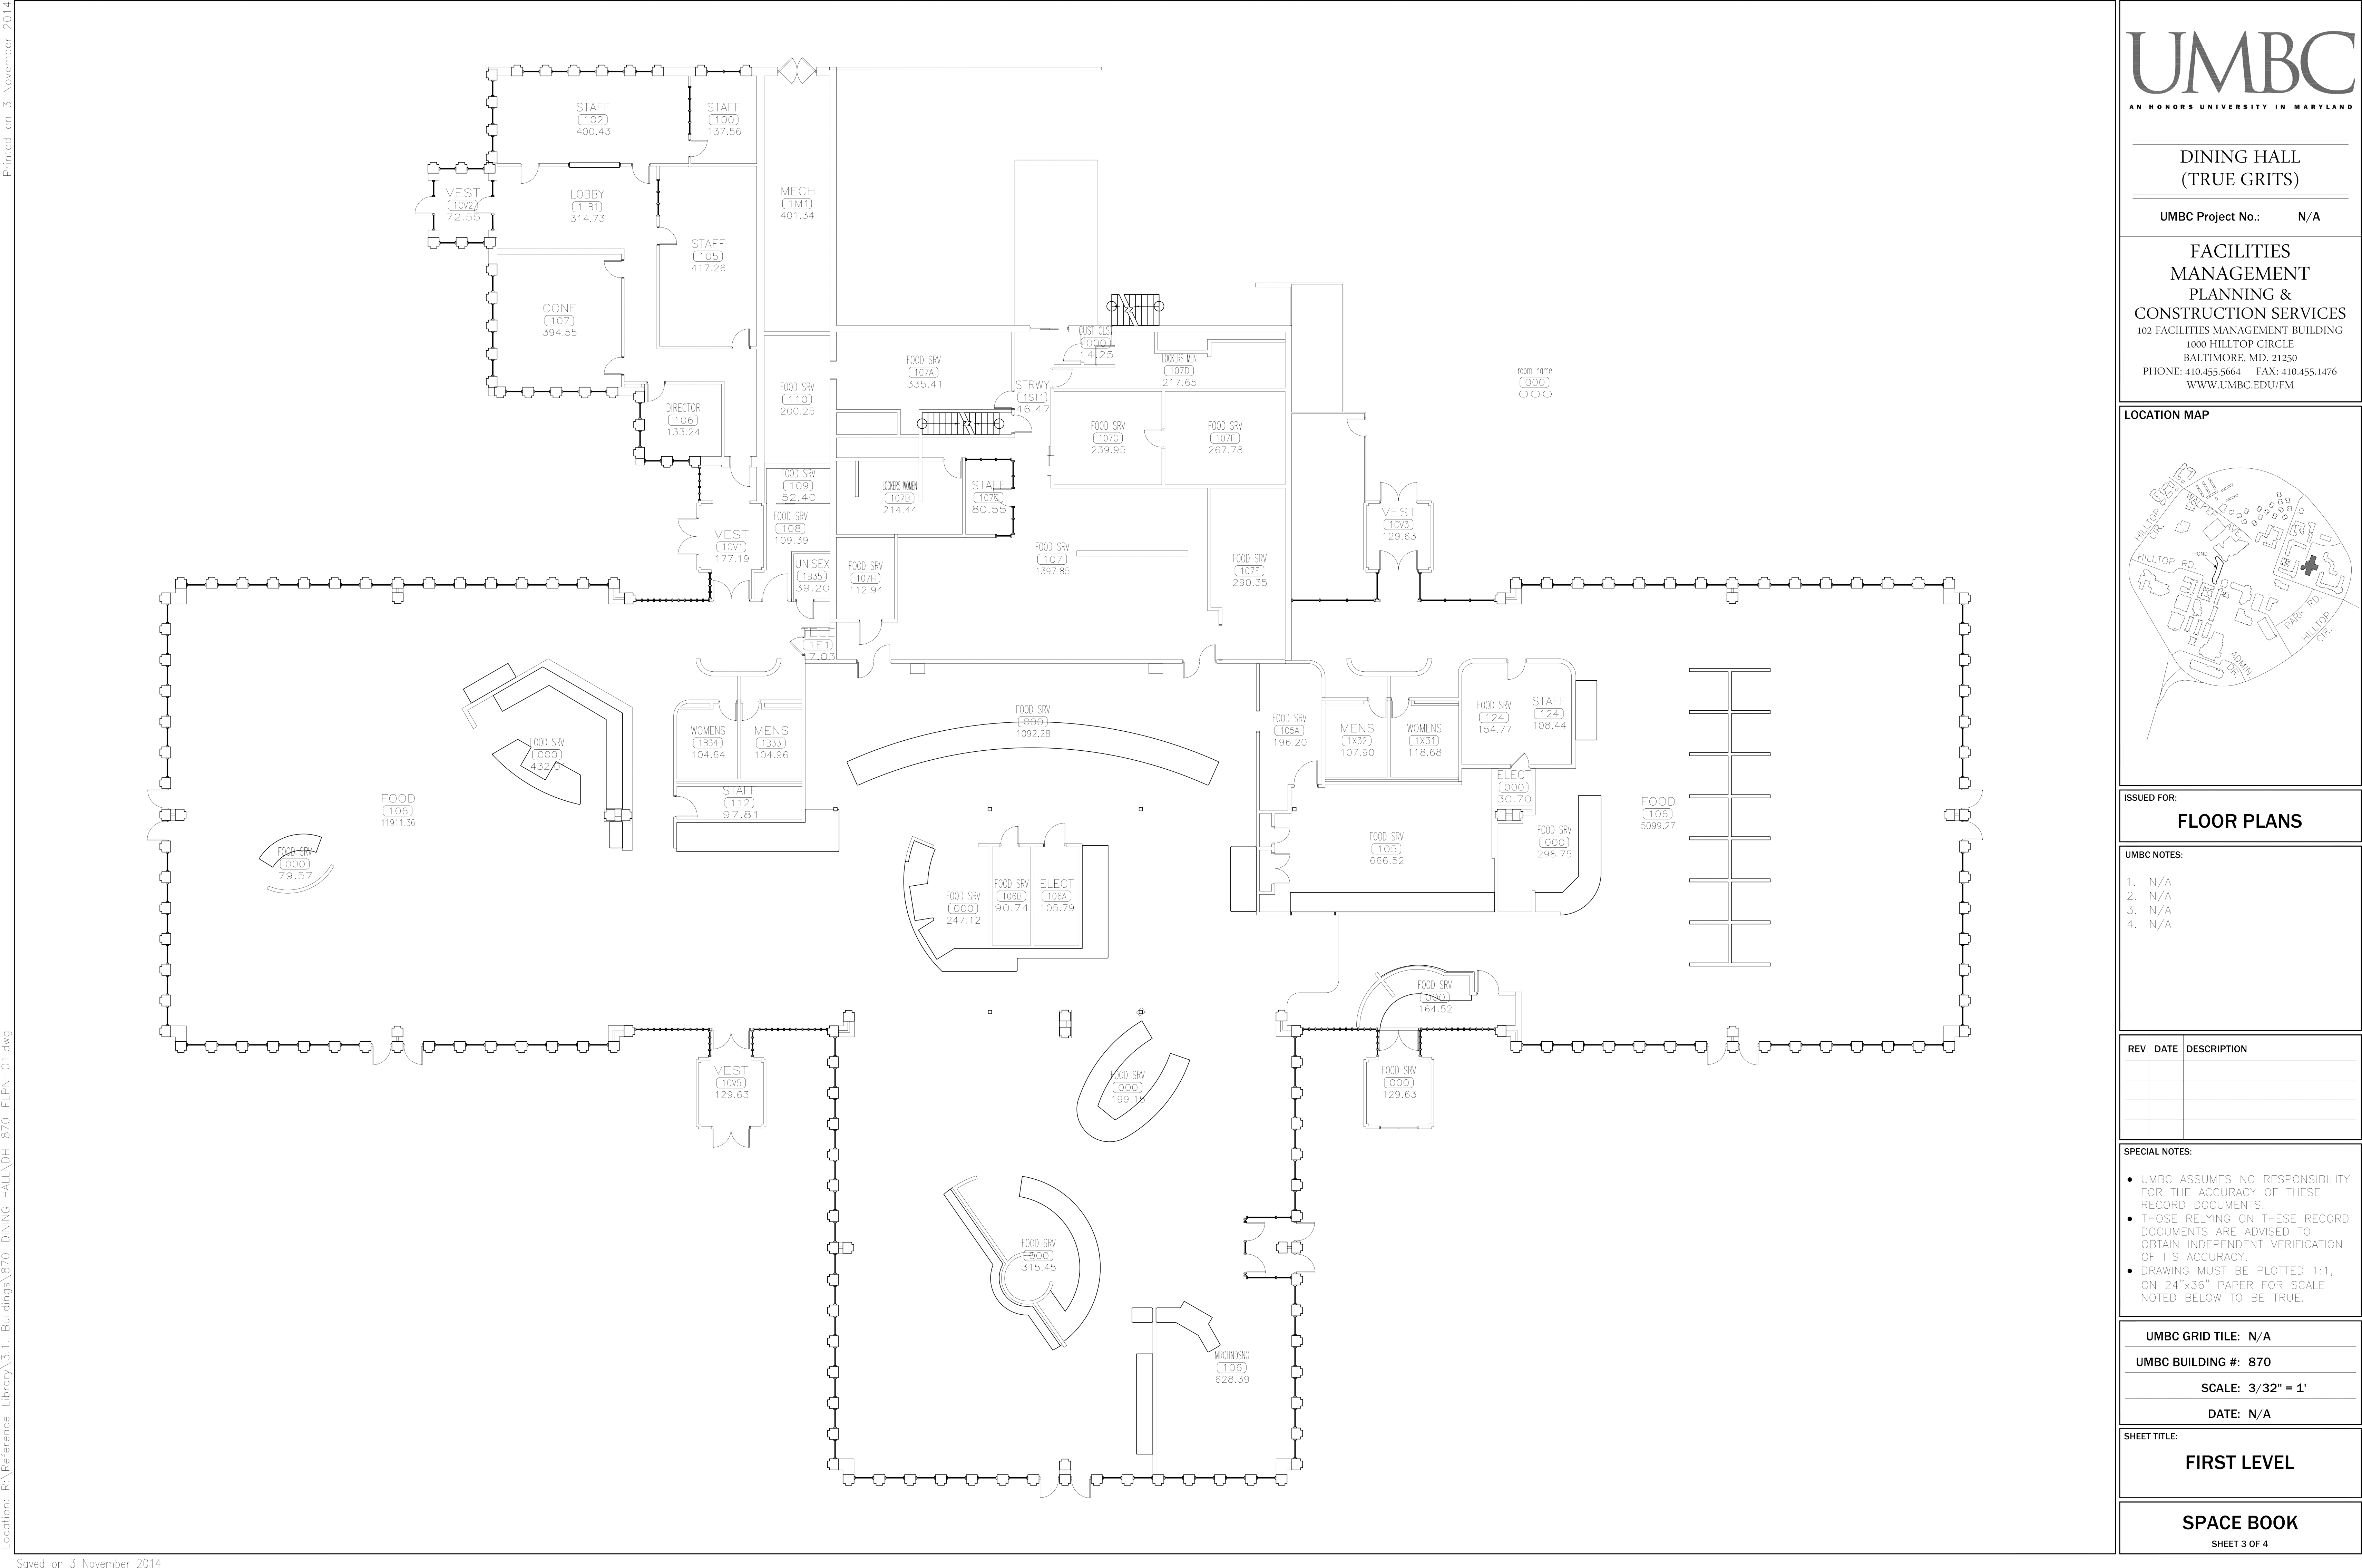 Printed on 3 November 2014
Location: R:\Reference_Library\3.1. Buildings\870-DINING HALL\DH-870-FLPN-01.dwg
Saved on 3 November 2014
STAFF
102
400.43
STAFF
100
137.56
VEST
1CV2
72.55
LOBBY
1LB1
314.73
MECH
1M1
401.34
STAFF
105
417.26
CONF
107
394.55
FOOD SRV
107A
335.41
CUST CLST
000
14.25
LOCKERS MEN
107D
217.65
room name
000
000
FOOD SRV
110
200.25
STRWY
1ST1
46.47
DIRECTOR
106
133.24
FOOD SRV
107G
239.95
FOOD SRV
107F
267.78
FOOD SRV
109
52.40
LOCKERS WOMEN
107B
214.44
STAFF
107C
80.55
VEST
1CV1
177.19
FOOD SRV
108
109.39
VEST
1CV3
129.63
UNISEX
1B35
39.20
FOOD SRV
107H
112.94
FOOD SRV
107
1397.85
FOOD SRV
107E
290.35
TELE
1E1
7.03
FOOD SRV
000
432.01
WOMENS
1B34
104.64
MENS
1B33
104.96
FOOD SRV
000
1092.28
FOOD SRV
105A
196.20
MENS
1X32
107.90
WOMENS
1X31
118.68
FOOD SRV
124
154.77
STAFF
124
108.44
FOOD
106
11911.36
STAFF
112
97.81
ELECT
000
30.70
FOOD
106
5099.27
FOOD SRV
000
79.57
FOOD SRV
105
666.52
FOOD SRV
000
298.75
FOOD SRV
000
247.12
FOOD SRV
106B
90.74
ELECT
106A
105.79
FOOD SRV
000
164.52
VEST
1CV5
129.63
FOOD SRV
000
199.15
FOOD SRV
000
129.63
FOOD SRV
000
315.45
MRCHNDSNG
106
628.39
UMBC
AN HONORS UNIVERSITY IN MARYLAND
DINING HALL
(TRUE GRITS)
UMBC Project No.: N/A
FACILITIES
MANAGEMENT
PLANNING &
CONSTRUCTION SERVICES
102 FACILITIES MANAGEMENT BUILDING
1000 HILLTOP CIRCLE
BALTIMORE, MD. 21250
PHONE: 410.455.5664 FAX: 410.455.1476
WWW.UMBC.EDU/FM
LOCATION MAP
HILLTOP CIR.
WALKER AVE.
POND
HILLTOP RD.
PARK RD.
HILLTOP CIR.
ADMIN. DR.
ISSUED FOR:
FLOOR PLANS
UMBC NOTES:
1. N/A
2. N/A
3. N/A
4. N/A
REV DATE DESCRIPTION
SPECIAL NOTES:
• UMBC ASSUMES NO RESPONSIBILITY
FOR THE ACCURACY OF THESE
RECORD DOCUMENTS.
• THOSE RELYING ON THESE RECORD
DOCUMENTS ARE ADVISED TO
OBTAIN INDEPENDENT VERIFICATION
OF ITS ACCURACY.
• DRAWING MUST BE PLOTTED 1:1,
ON 24"x36" PAPER FOR SCALE
NOTED BELOW TO BE TRUE.
UMBC GRID TILE: N/A
UMBC BUILDING #: 870
SCALE: 3/32" = 1'
DATE: N/A
SHEET TITLE:
FIRST LEVEL
SPACE BOOK
SHEET 3 OF 4